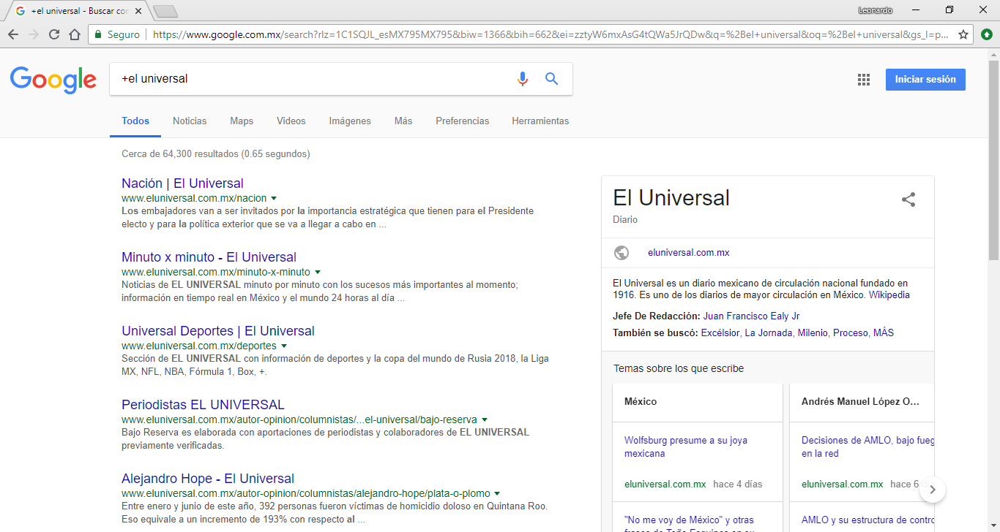 +el universal - Buscar con
Leonardo
Seguro
https://www.google.com.mx/search?rlz=1C1SQJL_esMX795MX795&biw=1366&bih=662&ei=zztyW6mxAsG4tQWa5JrQDw&q=%2Bel+universal&oq=%2Bel+universal&gs_l=p...
Google
+el universal
Iniciar sesión
Todos Noticias Maps Videos Imágenes Más Preferencias Herramientas
Cerca de 64,300 resultados (0.65 segundos)
Nación | El Universal
www.eluniversal.com.mx/nacion
Los embajadores van a ser invitados por la importancia estratégica que tienen para el Presidente
electo y para la política exterior que se va a llegar a cabo en ...
Minuto x minuto - El Universal
www.eluniversal.com.mx/minuto-x-minuto
Noticias de EL UNIVERSAL minuto por minuto con los sucesos más importantes al momento;
información en tiempo real en México y el mundo 24 horas al día ...
Universal Deportes | El Universal
www.eluniversal.com.mx/deportes
Sección de EL UNIVERSAL con información de deportes y la copa del mundo de Rusia 2018, la Liga
MX, NFL, NBA, Fórmula 1, Box, +.
Periodistas EL UNIVERSAL
www.eluniversal.com.mx/autor-opinion/columnistas/...el-universal/bajo-reserva
Bajo Reserva es elaborada con aportaciones de periodistas y colaboradores de EL UNIVERSAL
previamente verificadas.
Alejandro Hope - El Universal
www.eluniversal.com.mx/autor-opinion/columnistas/alejandro-hope/plata-o-plomo
Entre enero y junio de este año, 392 personas fueron víctimas de homicidio doloso en Quintana Roo.
Eso equivale a un incremento de 193% con respecto al ...
El Universal
Diario
eluniversal.com.mx
El Universal es un diario mexicano de circulación nacional fundado en
1916. Es uno de los diarios de mayor circulación en México. Wikipedia
Jefe De Redacción: Juan Francisco Ealy Jr
También se buscó: Excélsior, La Jornada, Milenio, Proceso, MÁS
Temas sobre los que escribe
México
Wolfsburg presume a su joya
mexicana
eluniversal.com.mx hace 4 días
"No me voy de México" y otras
Andrés Manuel López O...
Decisiones de AMLO, bajo fueg
en la red
eluniversal.com.mx hace 6
AMLO y su estructura de contro